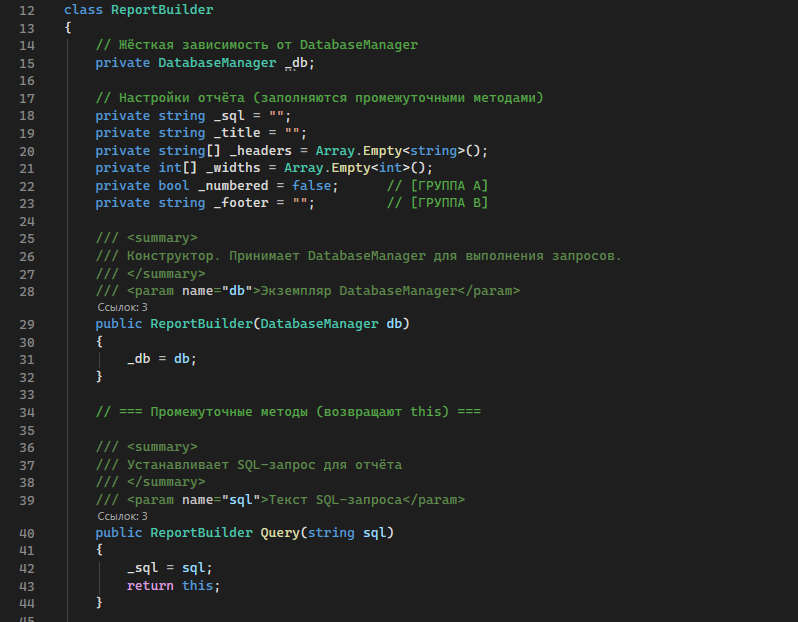 12 class ReportBuilder
13 {
14 // Жёсткая зависимость от DatabaseManager
15 private DatabaseManager _db;
16
17 // Настройки отчёта (заполняются промежуточными методами)
18 private string _sql = "";
19 private string _title = "";
20 private string[] _headers = Array.Empty<string>();
21 private int[] _widths = Array.Empty<int>();
22 private bool _numbered = false; // [ГРУППА A]
23 private string _footer = ""; // [ГРУППА B]
24
25 /// <summary>
26 /// Конструктор. Принимает DatabaseManager для выполнения запросов.
27 /// </summary>
28 /// <param name="db">Экземпляр DatabaseManager</param>
Ссылок: 3
29 public ReportBuilder(DatabaseManager db)
30 {
31 _db = db;
32 }
33
34 // === Промежуточные методы (возвращают this) ===
35
36 /// <summary>
37 /// Устанавливает SQL-запрос для отчёта
38 /// </summary>
39 /// <param name="sql">Текст SQL-запроса</param>
Ссылок: 3
40 public ReportBuilder Query(string sql)
41 {
42 _sql = sql;
43 return this;
44 }
45